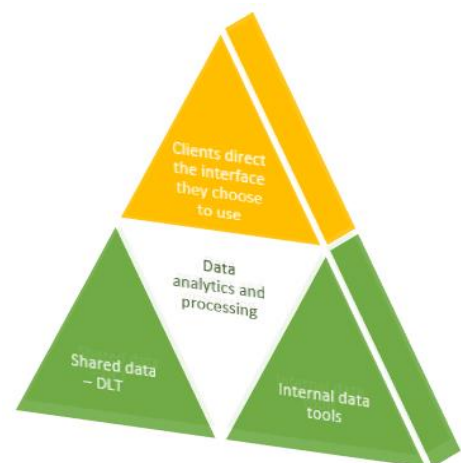 Clients direct
the interface
they choose
to use
Data
analytics and
processing
Shared data
– DLT
Internal data
tools